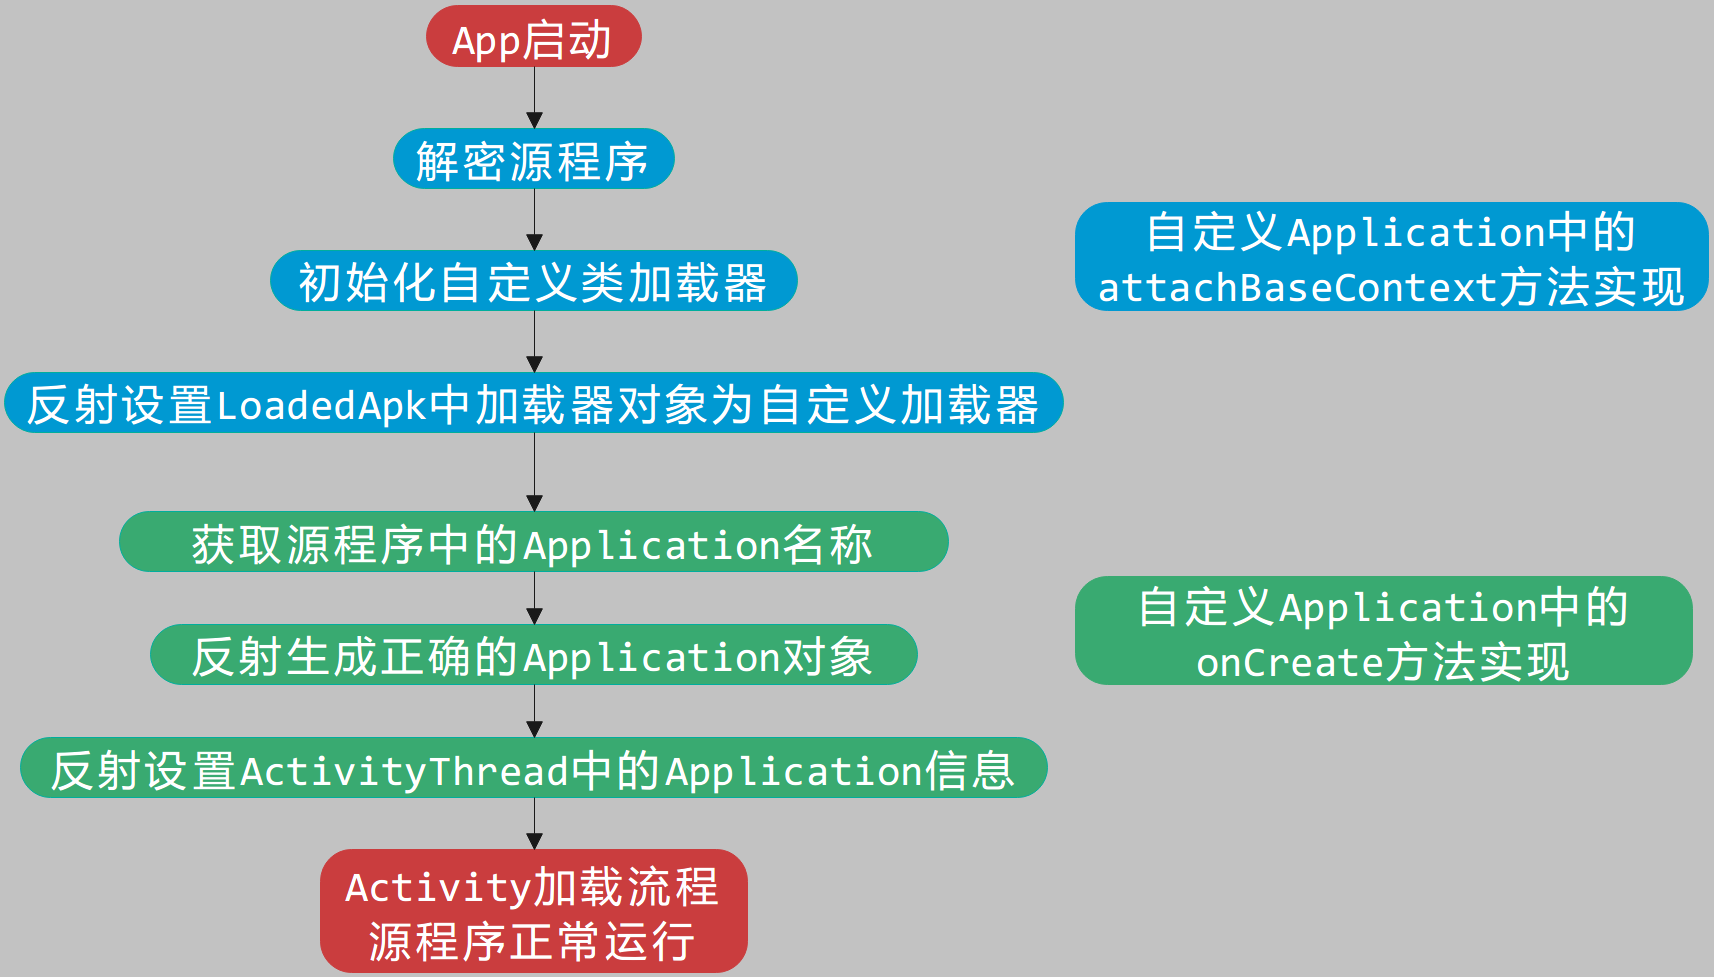 App启动
解密源程序
初始化自定义类加载器
反射设置LoadedApk中加载器对象为自定义加载器
获取源程序中的Application名称
反射生成正确的Application对象
反射设置ActivityThread中的Application信息
Activity加载流程
源程序正常运行
自定义Application中的
attachBaseContext方法实现
自定义Application中的
onCreate方法实现